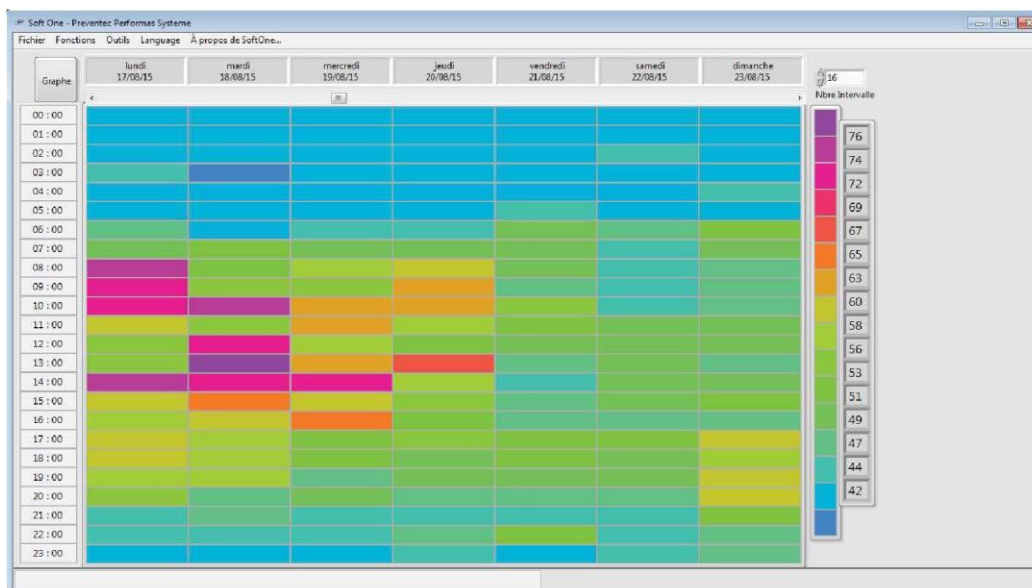 Soft One - Preventec Performas Systeme
Fichier Fonctions Outils Language À propos de SoftOne...
Graphe
lundi 17/08/15
mardi 18/08/15
mercredi 19/08/15
jeudi 20/08/15
vendredi 21/08/15
samedi 22/08/15
dimanche 23/08/15
16
Nbre Intervalle
00 : 00
01 : 00
02 : 00
03 : 00
04 : 00
05 : 00
06 : 00
07 : 00
08 : 00
09 : 00
10 : 00
11 : 00
12 : 00
13 : 00
14 : 00
15 : 00
16 : 00
17 : 00
18 : 00
19 : 00
20 : 00
21 : 00
22 : 00
23 : 00
76
74
72
69
67
65
63
60
58
56
53
51
49
47
44
42